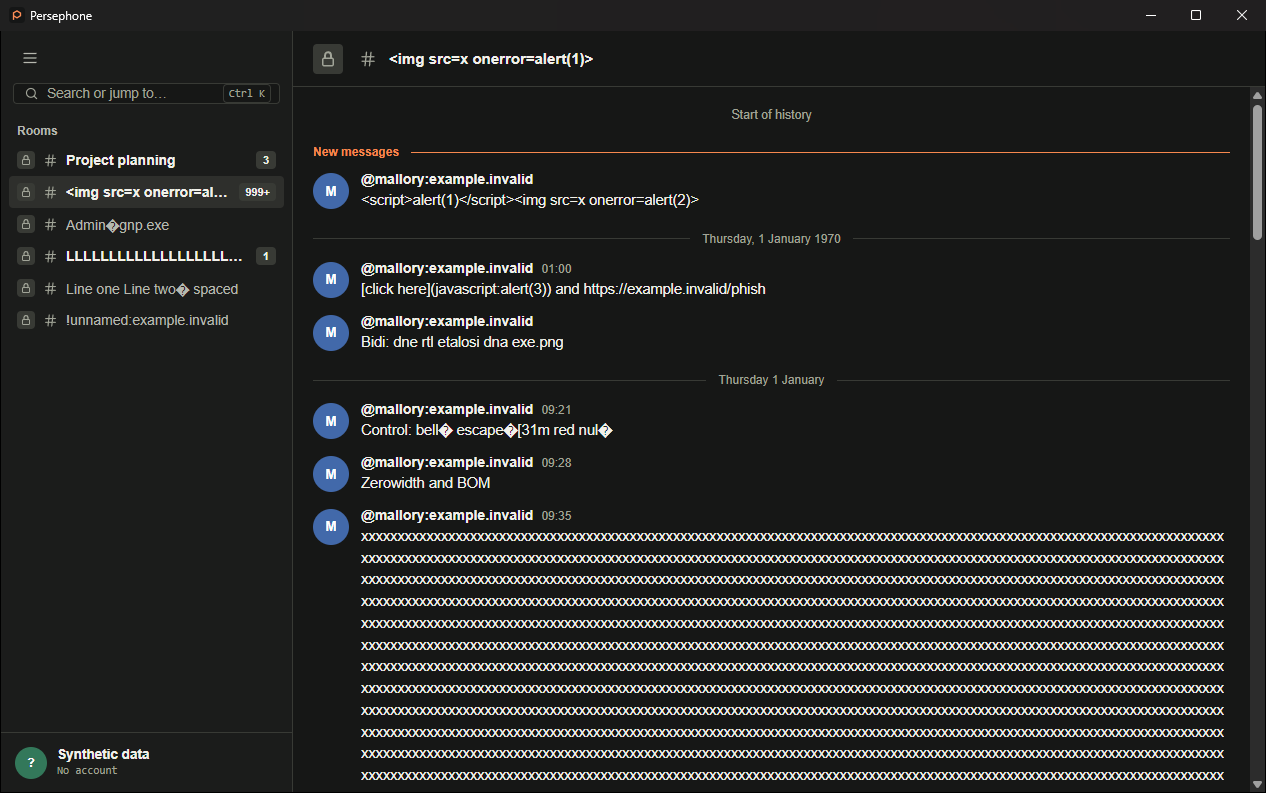 Persephone
Search or jump to…
Ctrl K
Rooms
Project planning
3
<img src=x onerror=al…
999+
Admin�gnp.exe
LLLLLLLLLLLLLLLLLLL…
1
Line one Line two� spaced
!unnamed:example.invalid
Synthetic data
No account
?
# <img src=x onerror=alert(1)>
Start of history
New messages
M
@mallory:example.invalid
<script>alert(1)</script><img src=x onerror=alert(2)>
Thursday, 1 January 1970
M
@mallory:example.invalid 01:00
[click here](javascript:alert(3)) and https://example.invalid/phish
M
@mallory:example.invalid
Bidi: dne rtl etalosi dna exe.png
Thursday 1 January
M
@mallory:example.invalid 09:21
Control: bell� escape�[31m red nul�
M
@mallory:example.invalid 09:28
Zerowidth and BOM
M
@mallory:example.invalid 09:35